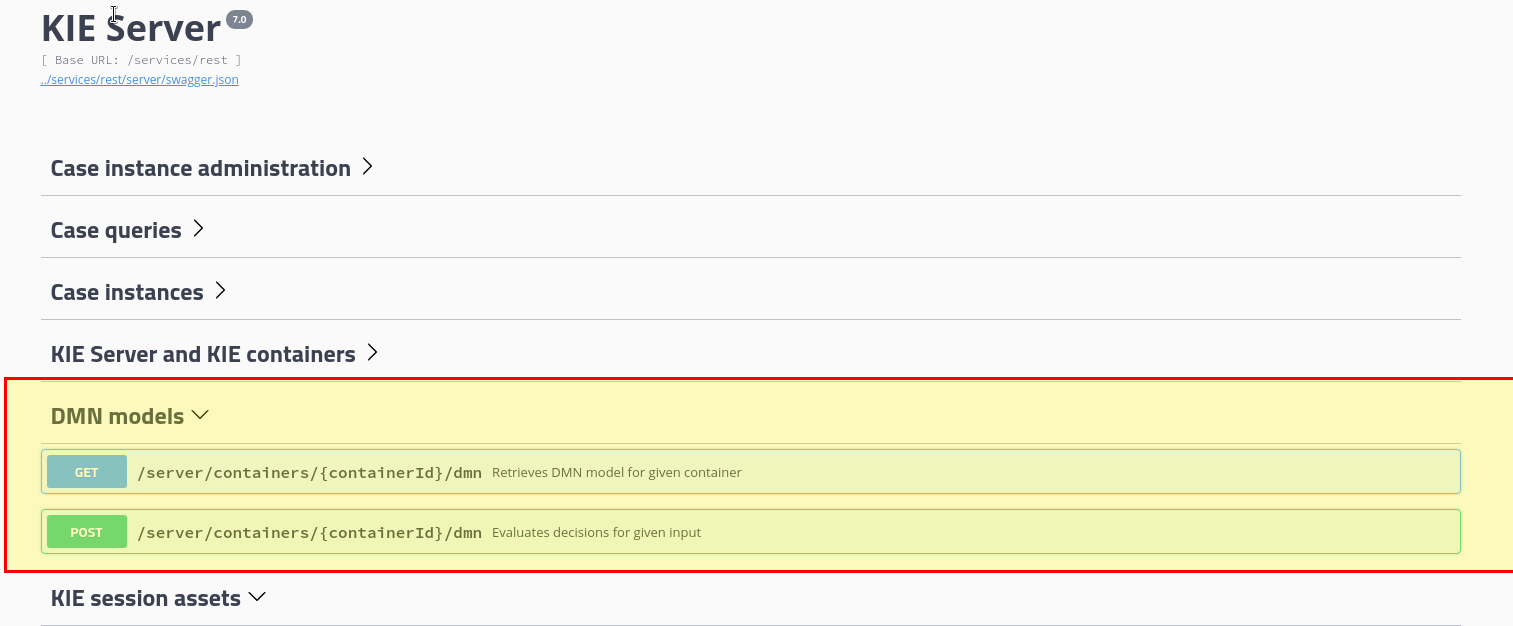 KIE Server 7.0
[ Base URL: /services/rest ]
../services/rest/server/swagger.json
Case instance administration
Case queries
Case instances
KIE Server and KIE containers
DMN models
GET /server/containers/{containerId}/dmn Retrieves DMN model for given container
POST /server/containers/{containerId}/dmn Evaluates decisions for given input
KIE session assets